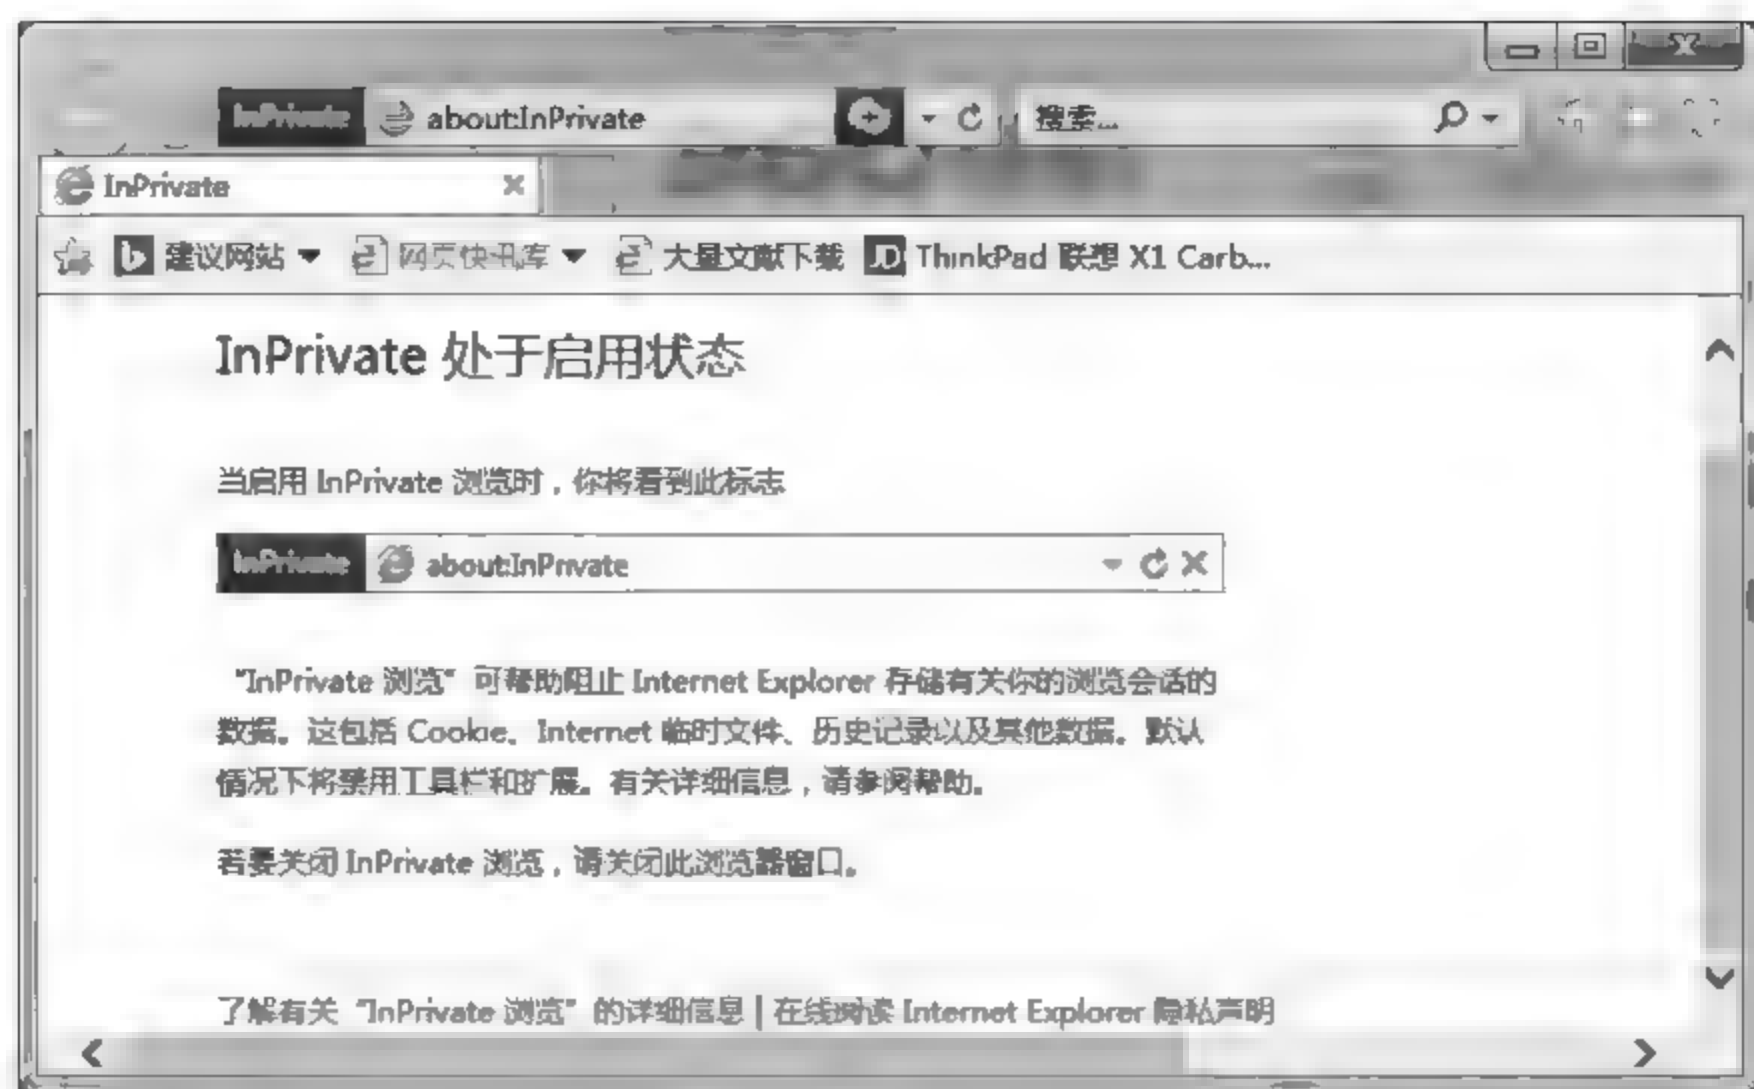 InPrivate about:InPrivate 搜索...
InPrivate
建议网站 网页快讯库 大量文献下载 JD ThinkPad 联想 X1 Carb...
InPrivate 处于启用状态
当启用 InPrivate 浏览时，你将看到此标志
InPrivate about:InPrivate
“InPrivate 浏览”可帮助阻止 Internet Explorer 存储有关你的浏览会话的
数据。这包括 Cookie、Internet 临时文件、历史记录以及其他数据。默认
情况下将禁用工具栏和扩展。有关详细信息，请参阅帮助。
若要关闭 InPrivate 浏览，请关闭此浏览器窗口。
了解有关“InPrivate 浏览”的详细信息 | 在线阅读 Internet Explorer 隐私声明